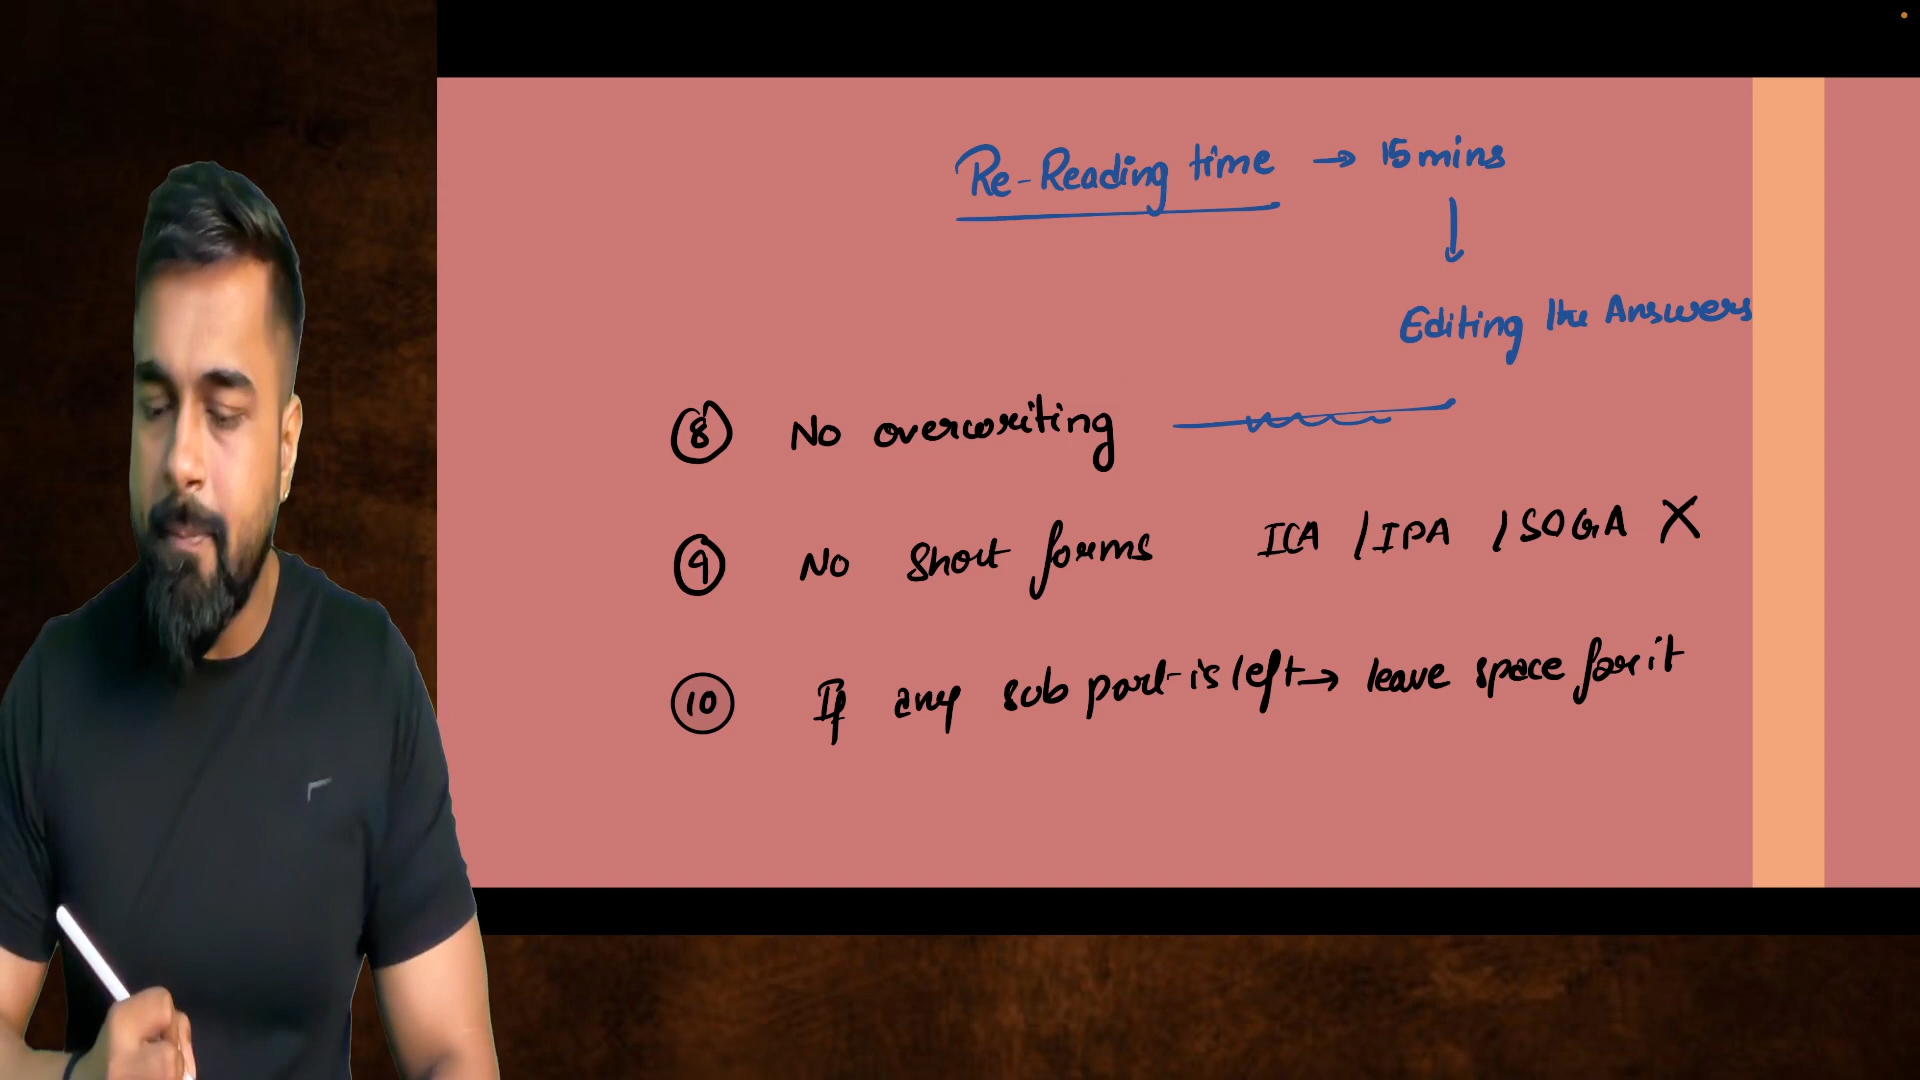 Re-Reading time → 15 mins
↓
Editing the Answers
8 No overwriting
9 No Short forms ICA / IPA / SOGA X
10 If any sub part is left → leave space for it